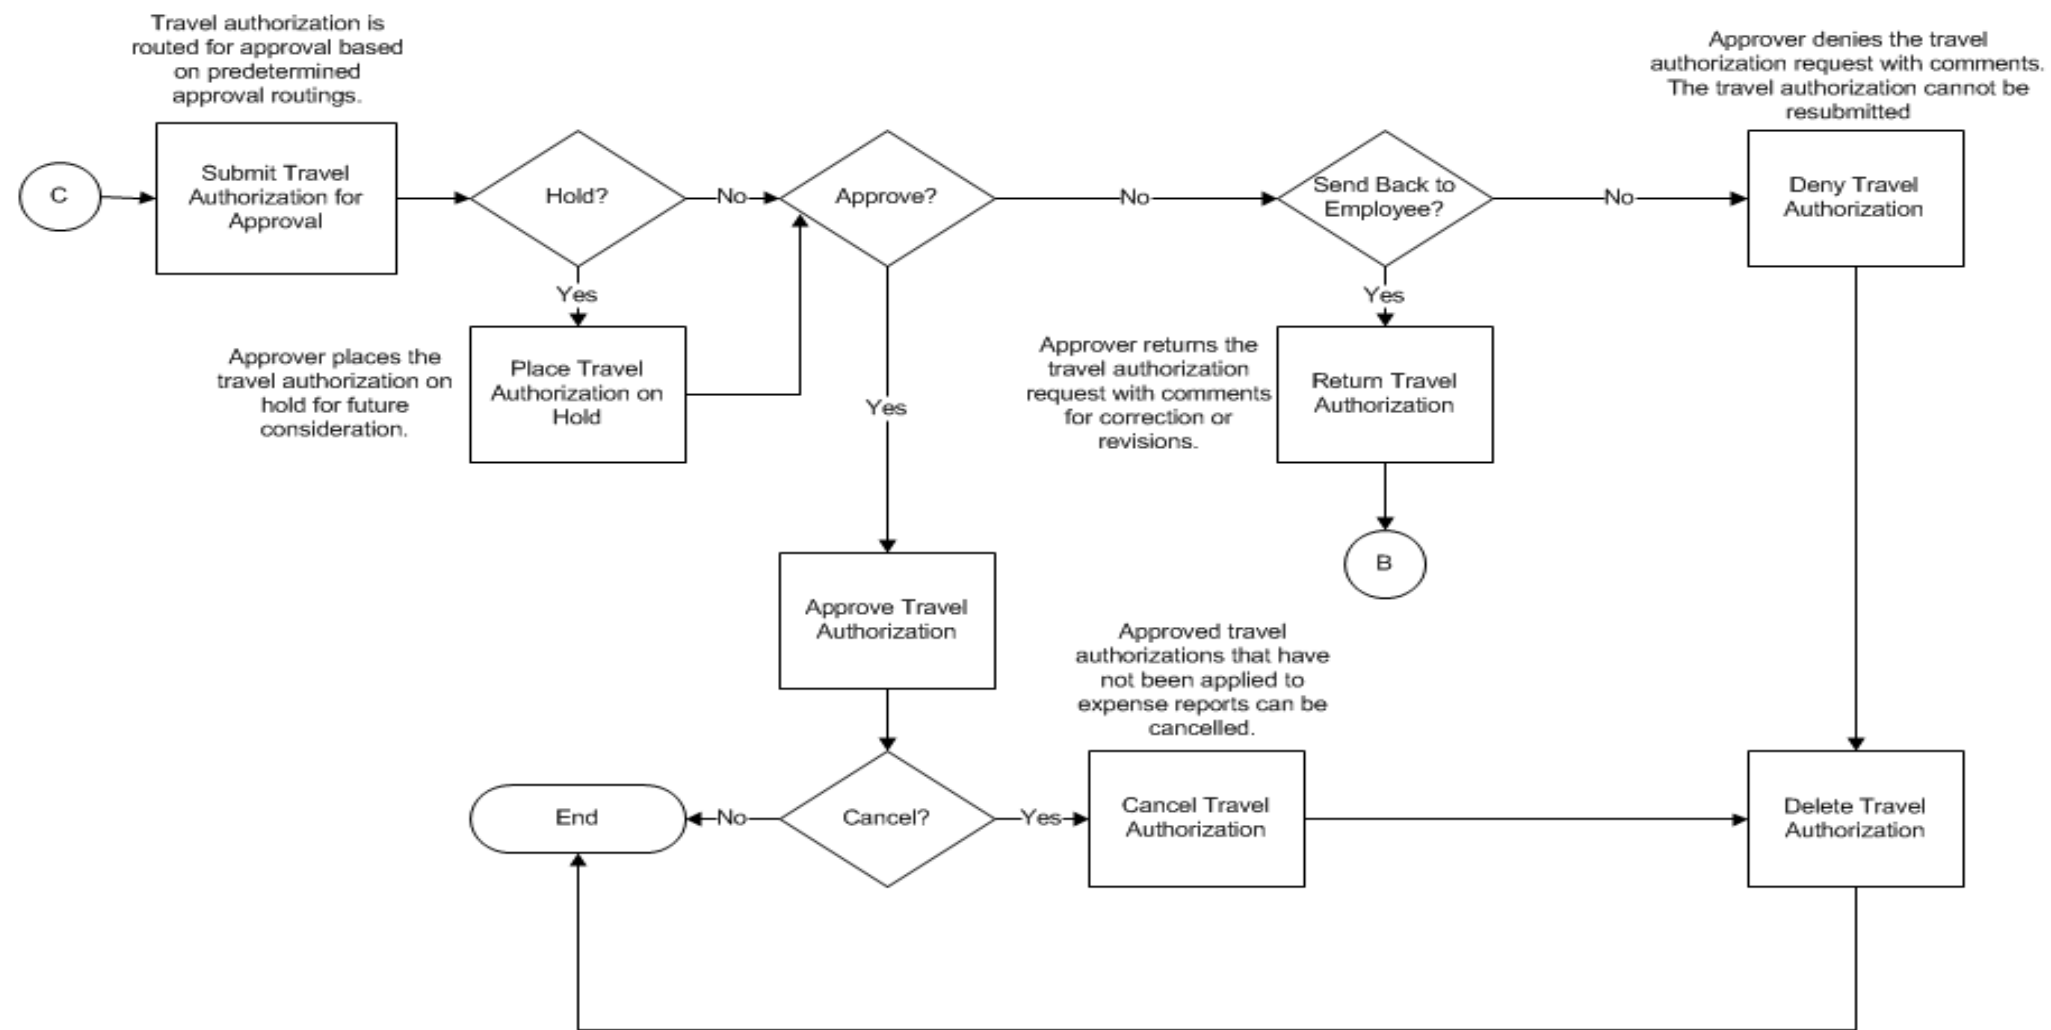 Travel authorization is
routed for approval based
on predetermined
approval routings.
Approver denies the travel
authorization request with comments.
The travel authorization cannot be
resubmitted
C
Submit Travel
Authorization for
Approval
Hold?
No
Approve?
No
Send Back to
Employee?
No
Deny Travel
Authorization
Yes
Yes
Approver places the
travel authorization on
hold for future
consideration.
Place Travel
Authorization on
Hold
Yes
Approver returns the
travel authorization
request with comments
for correction or
revisions.
Return Travel
Authorization
B
Approve Travel
Authorization
Approved travel
authorizations that have
not been applied to
expense reports can be
cancelled.
End
No
Cancel?
Yes
Cancel Travel
Authorization
Delete Travel
Authorization